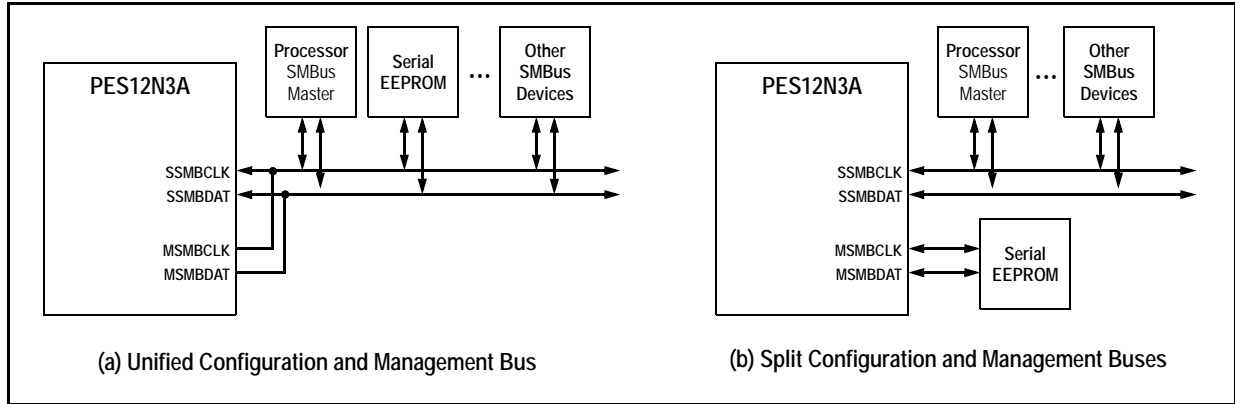 PES12N3A
Processor
SMBus
Master
Serial
EEPROM
...
Other
SMBus
Devices
SSMBCLK
SSMBDAT
MSMBCLK
MSMBDAT
(a) Unified Configuration and Management Bus
PES12N3A
Processor
SMBus
Master
...
Other
SMBus
Devices
SSMBCLK
SSMBDAT
MSMBCLK
MSMBDAT
Serial
EEPROM
(b) Split Configuration and Management Buses